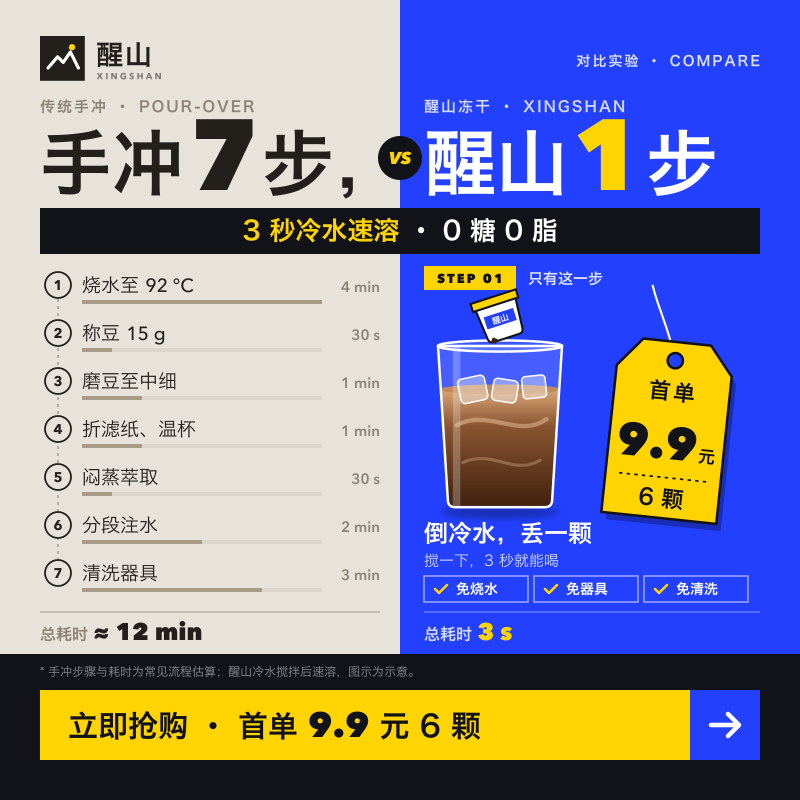 醒山
XINGSHAN
对比实验 · COMPARE
传统手冲 · POUR-OVER
手冲7步，
VS
醒山冻干 · XINGSHAN
醒山1步
3 秒冷水速溶 · 0 糖 0 脂
1 烧水至 92 °C 4 min
2 称豆 15 g 30 s
3 磨豆至中细 1 min
4 折滤纸、温杯 1 min
5 闷蒸萃取 30 s
6 分段注水 2 min
7 清洗器具 3 min
总耗时 ≈ 12 min
STEP 01 只有这一步
醒山
首单
9.9元
6 颗
倒冷水，丢一颗
搅一下，3 秒就能喝
免烧水 免器具 免清洗
总耗时 3 s
* 手冲步骤与耗时为常见流程估算；醒山冷水搅拌后速溶，图示为示意。
立即抢购 · 首单 9.9 元 6 颗